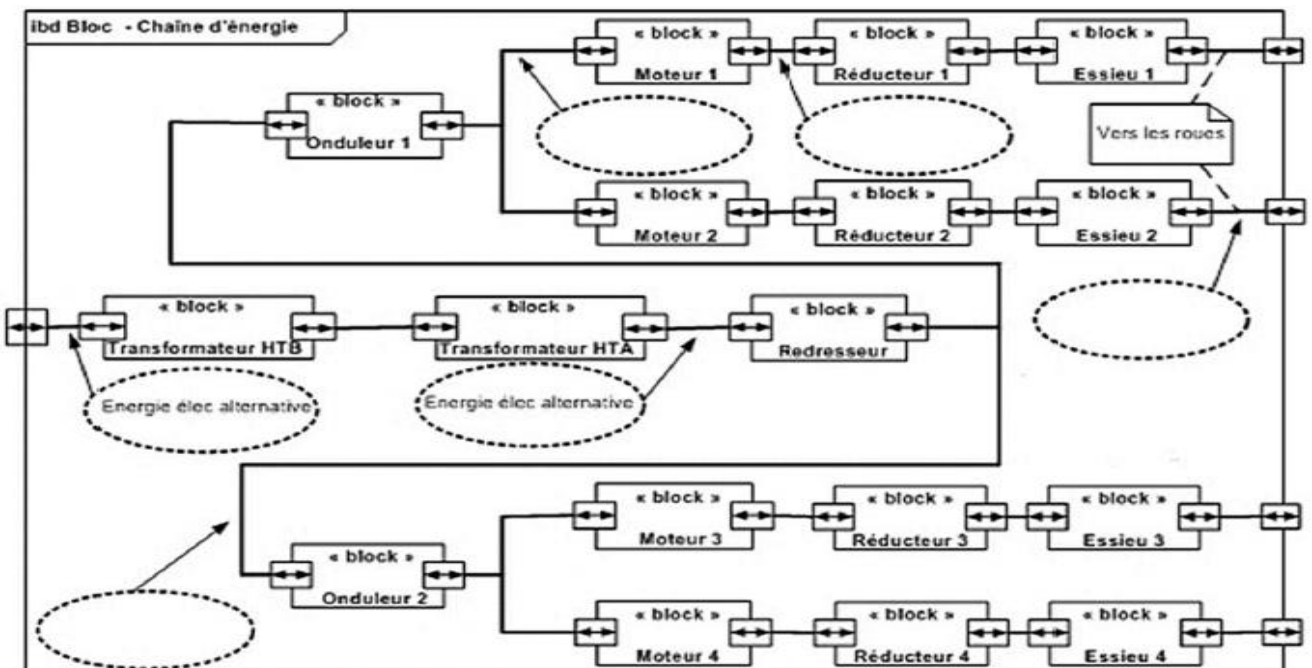 ibd Bloc - Chaîne d'énergie
« block »
Moteur 1
« block »
Réducteur 1
« block »
Essieu 1
« block »
Onduleur 1
Vers les roues
« block »
Moteur 2
« block »
Réducteur 2
« block »
Essieu 2
« block »
Transformateur HTB
« block »
Transformateur HTA
« block »
Redresseur
Energie élec alternative
Energie élec alternative
« block »
Moteur 3
« block »
Réducteur 3
« block »
Essieu 3
« block »
Onduleur 2
« block »
Moteur 4
« block »
Réducteur 4
« block »
Essieu 4